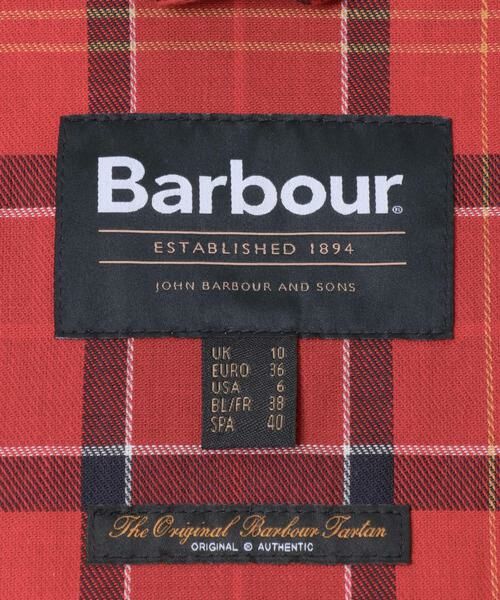 Barbour®
ESTABLISHED 1894
JOHN BARBOUR AND SONS
UK 10
EURO 36
USA 6
BL/FR 38
SPA 40
The Original Barbour Tartan
ORIGINAL ® AUTHENTIC